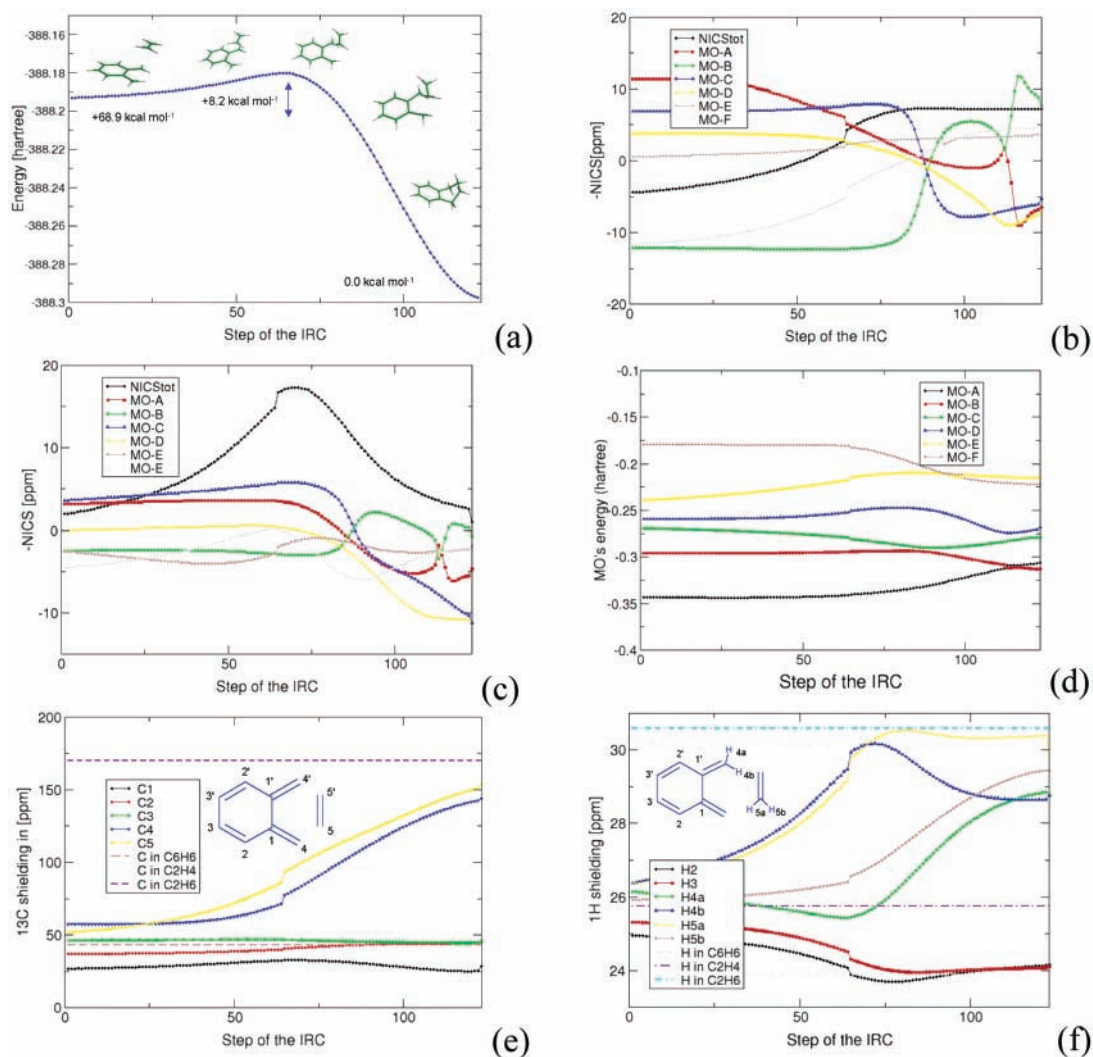 -388.16
-388.18
-388.2
-388.22
-388.24
-388.26
-388.28
-388.3
Energy [hartree]
+68.9 kcal mol⁻¹
+8.2 kcal mol⁻¹
0.0 kcal mol⁻¹
0
50
100
Step of the IRC
(a)
20
10
0
-10
-20
-NICS[ppm]
NICStot
MO-A
MO-B
MO-C
MO-D
MO-E
MO-F
0
50
100
Step of the IRC
(b)
20
10
0
-10
-NICS [ppm]
NICStot
MO-A
MO-B
MO-C
MO-D
MO-E
MO-E
0
50
100
Step of the IRC
(c)
-0.1
-0.15
-0.2
-0.25
-0.3
-0.35
-0.4
MO's energy (hartree)
MO-A
MO-B
MO-C
MO-D
MO-E
MO-F
0
50
100
Step of the IRC
(d)
200
150
100
50
0
13C shielding in [ppm]
C1
C2
C3
C4
C5
C in C6H6
C in C2H4
C in C2H6
2'
1'
4'
3'
5'
3
5
2
1
4
0
50
100
Step of the IRC
(e)
30
28
26
24
1H shielding [ppm]
H 4a
2'
1'
3'
H 4b
3
H H
5a 5b
1
2
H2
H3
H4a
H4b
H5a
H5b
H in C6H6
H in C2H4
H in C2H6
0
50
100
Step of the IRC
(f)